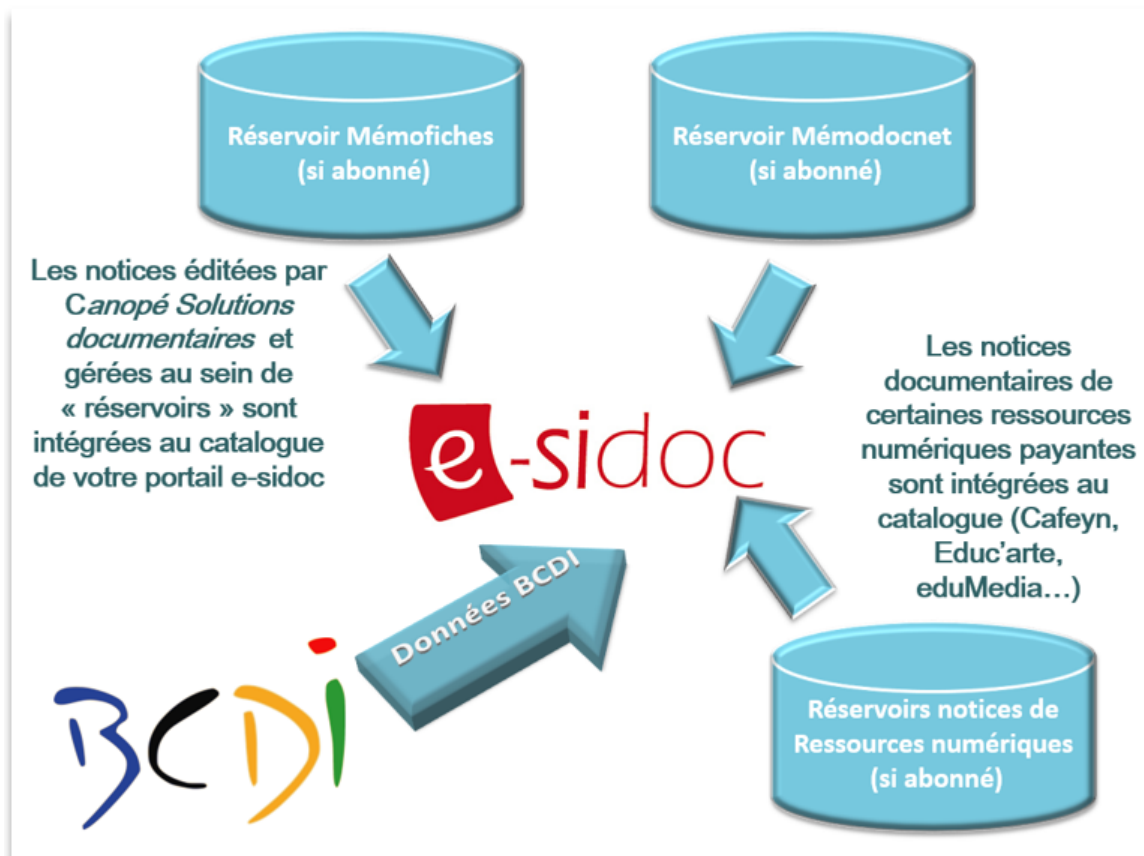 Réservoir Mémofiches
(si abonné)
Réservoir Mémodocnet
(si abonné)
Les notices éditées par
Canopé Solutions
documentaires et
gérées au sein de
« réservoirs » sont
intégrées au catalogue
de votre portail e-sidoc
Les notices
documentaires de
certaines ressources
numériques payantes
sont intégrées au
catalogue (Cafeyn,
Educ'arte,
eduMedia...)
e-sidoc
Données BCDI
BCDI
Réservoirs notices de
Ressources numériques
(si abonné)